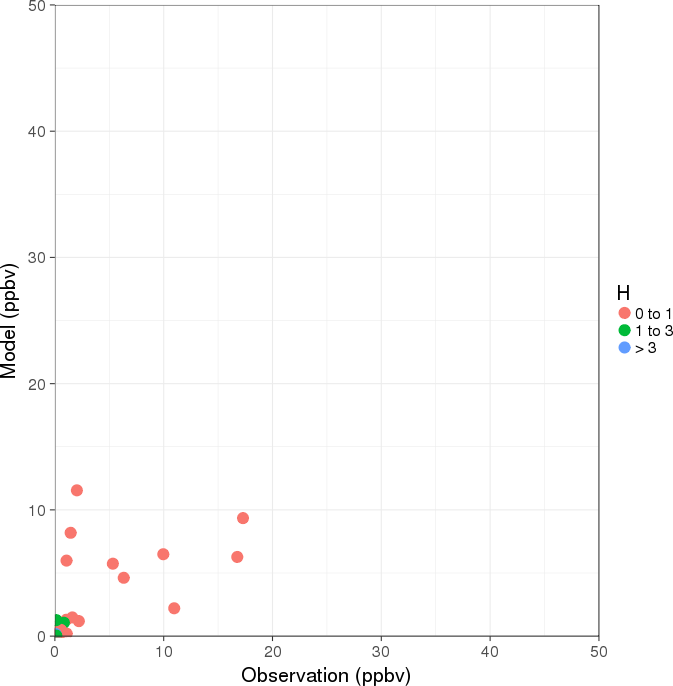 50
40
30
20
10
0
Model (ppbv)
0 10 20 30 40 50
Observation (ppbv)
H
0 to 1
1 to 3
> 3